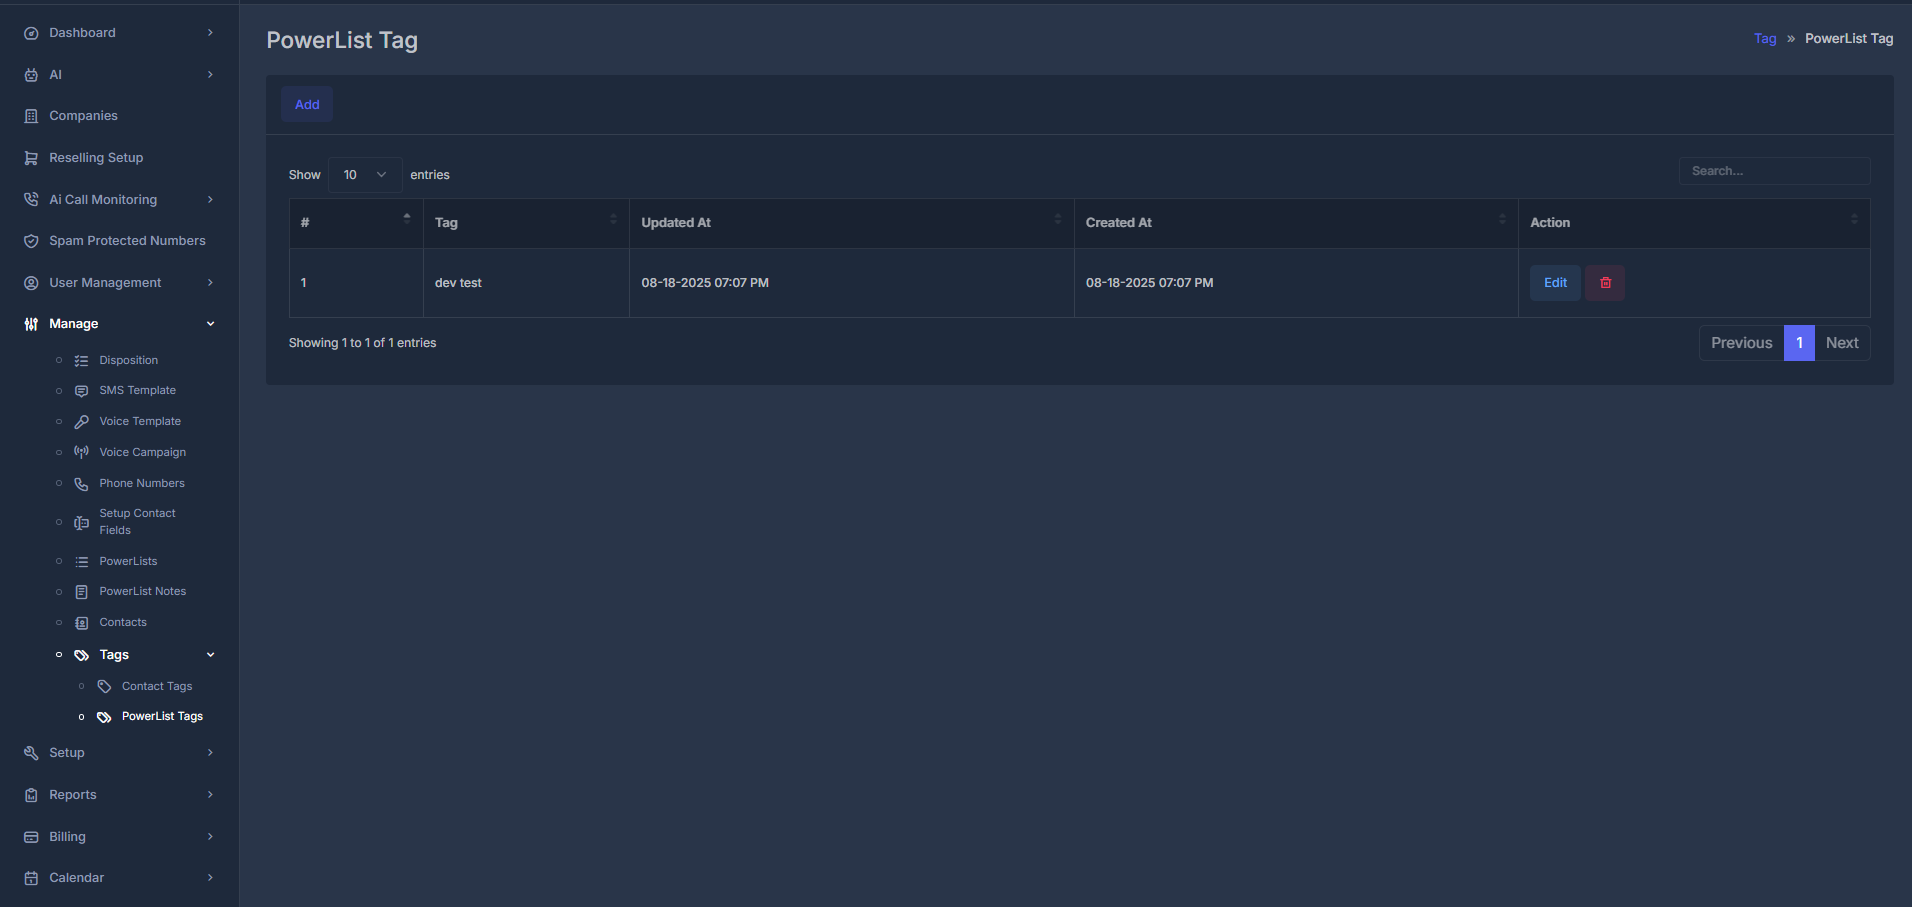 Dashboard
AI
Companies
Reselling Setup
Ai Call Monitoring
Spam Protected Numbers
User Management
Manage
Disposition
SMS Template
Voice Template
Voice Campaign
Phone Numbers
Setup Contact
Fields
PowerLists
PowerList Notes
Contacts
Tags
Contact Tags
PowerList Tags
Setup
Reports
Billing
Calendar
PowerList Tag
Tag » PowerList Tag
Add
Show 10 entries
Search...
# Tag Updated At Created At Action
1 dev test 08-18-2025 07:07 PM 08-18-2025 07:07 PM Edit
Showing 1 to 1 of 1 entries
Previous 1 Next